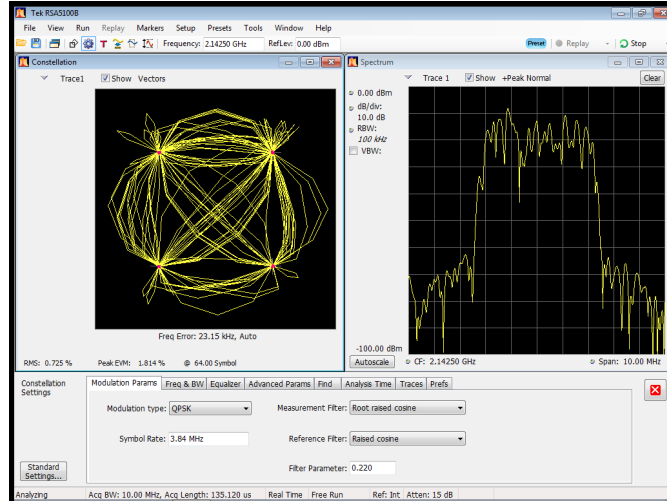 Tek RSA5100B
File View Run Replay Markers Setup Presets Tools Window Help
T Frequency: 2.14250 GHz RefLev: 0.00 dBm Preset Replay Stop
Constellation
Trace1 Show Vectors
Freq Error: 23.15 kHz, Auto
RMS: 0.725 % Peak EVM: 1.814 % @ 64.00 Symbol
Spectrum
Trace 1 Show +Peak Normal Clear
0.00 dBm
dB/div:
10.0 dB
RBW:
100 kHz
VBW:
-100.00 dBm
Autoscale CF: 2.14250 GHz Span: 10.00 MHz
Constellation
Settings
Modulation Params Freq & BW Equalizer Advanced Params Find Analysis Time Traces Prefs
Modulation type: QPSK Measurement Filter: Root raised cosine
Symbol Rate: 3.84 MHz Reference Filter: Raised cosine
Filter Parameter: 0.220
Standard
Settings...
Analyzing Acq BW: 10.00 MHz, Acq Length: 135.120 us Real Time Free Run Ref: Int Atten: 15 dB